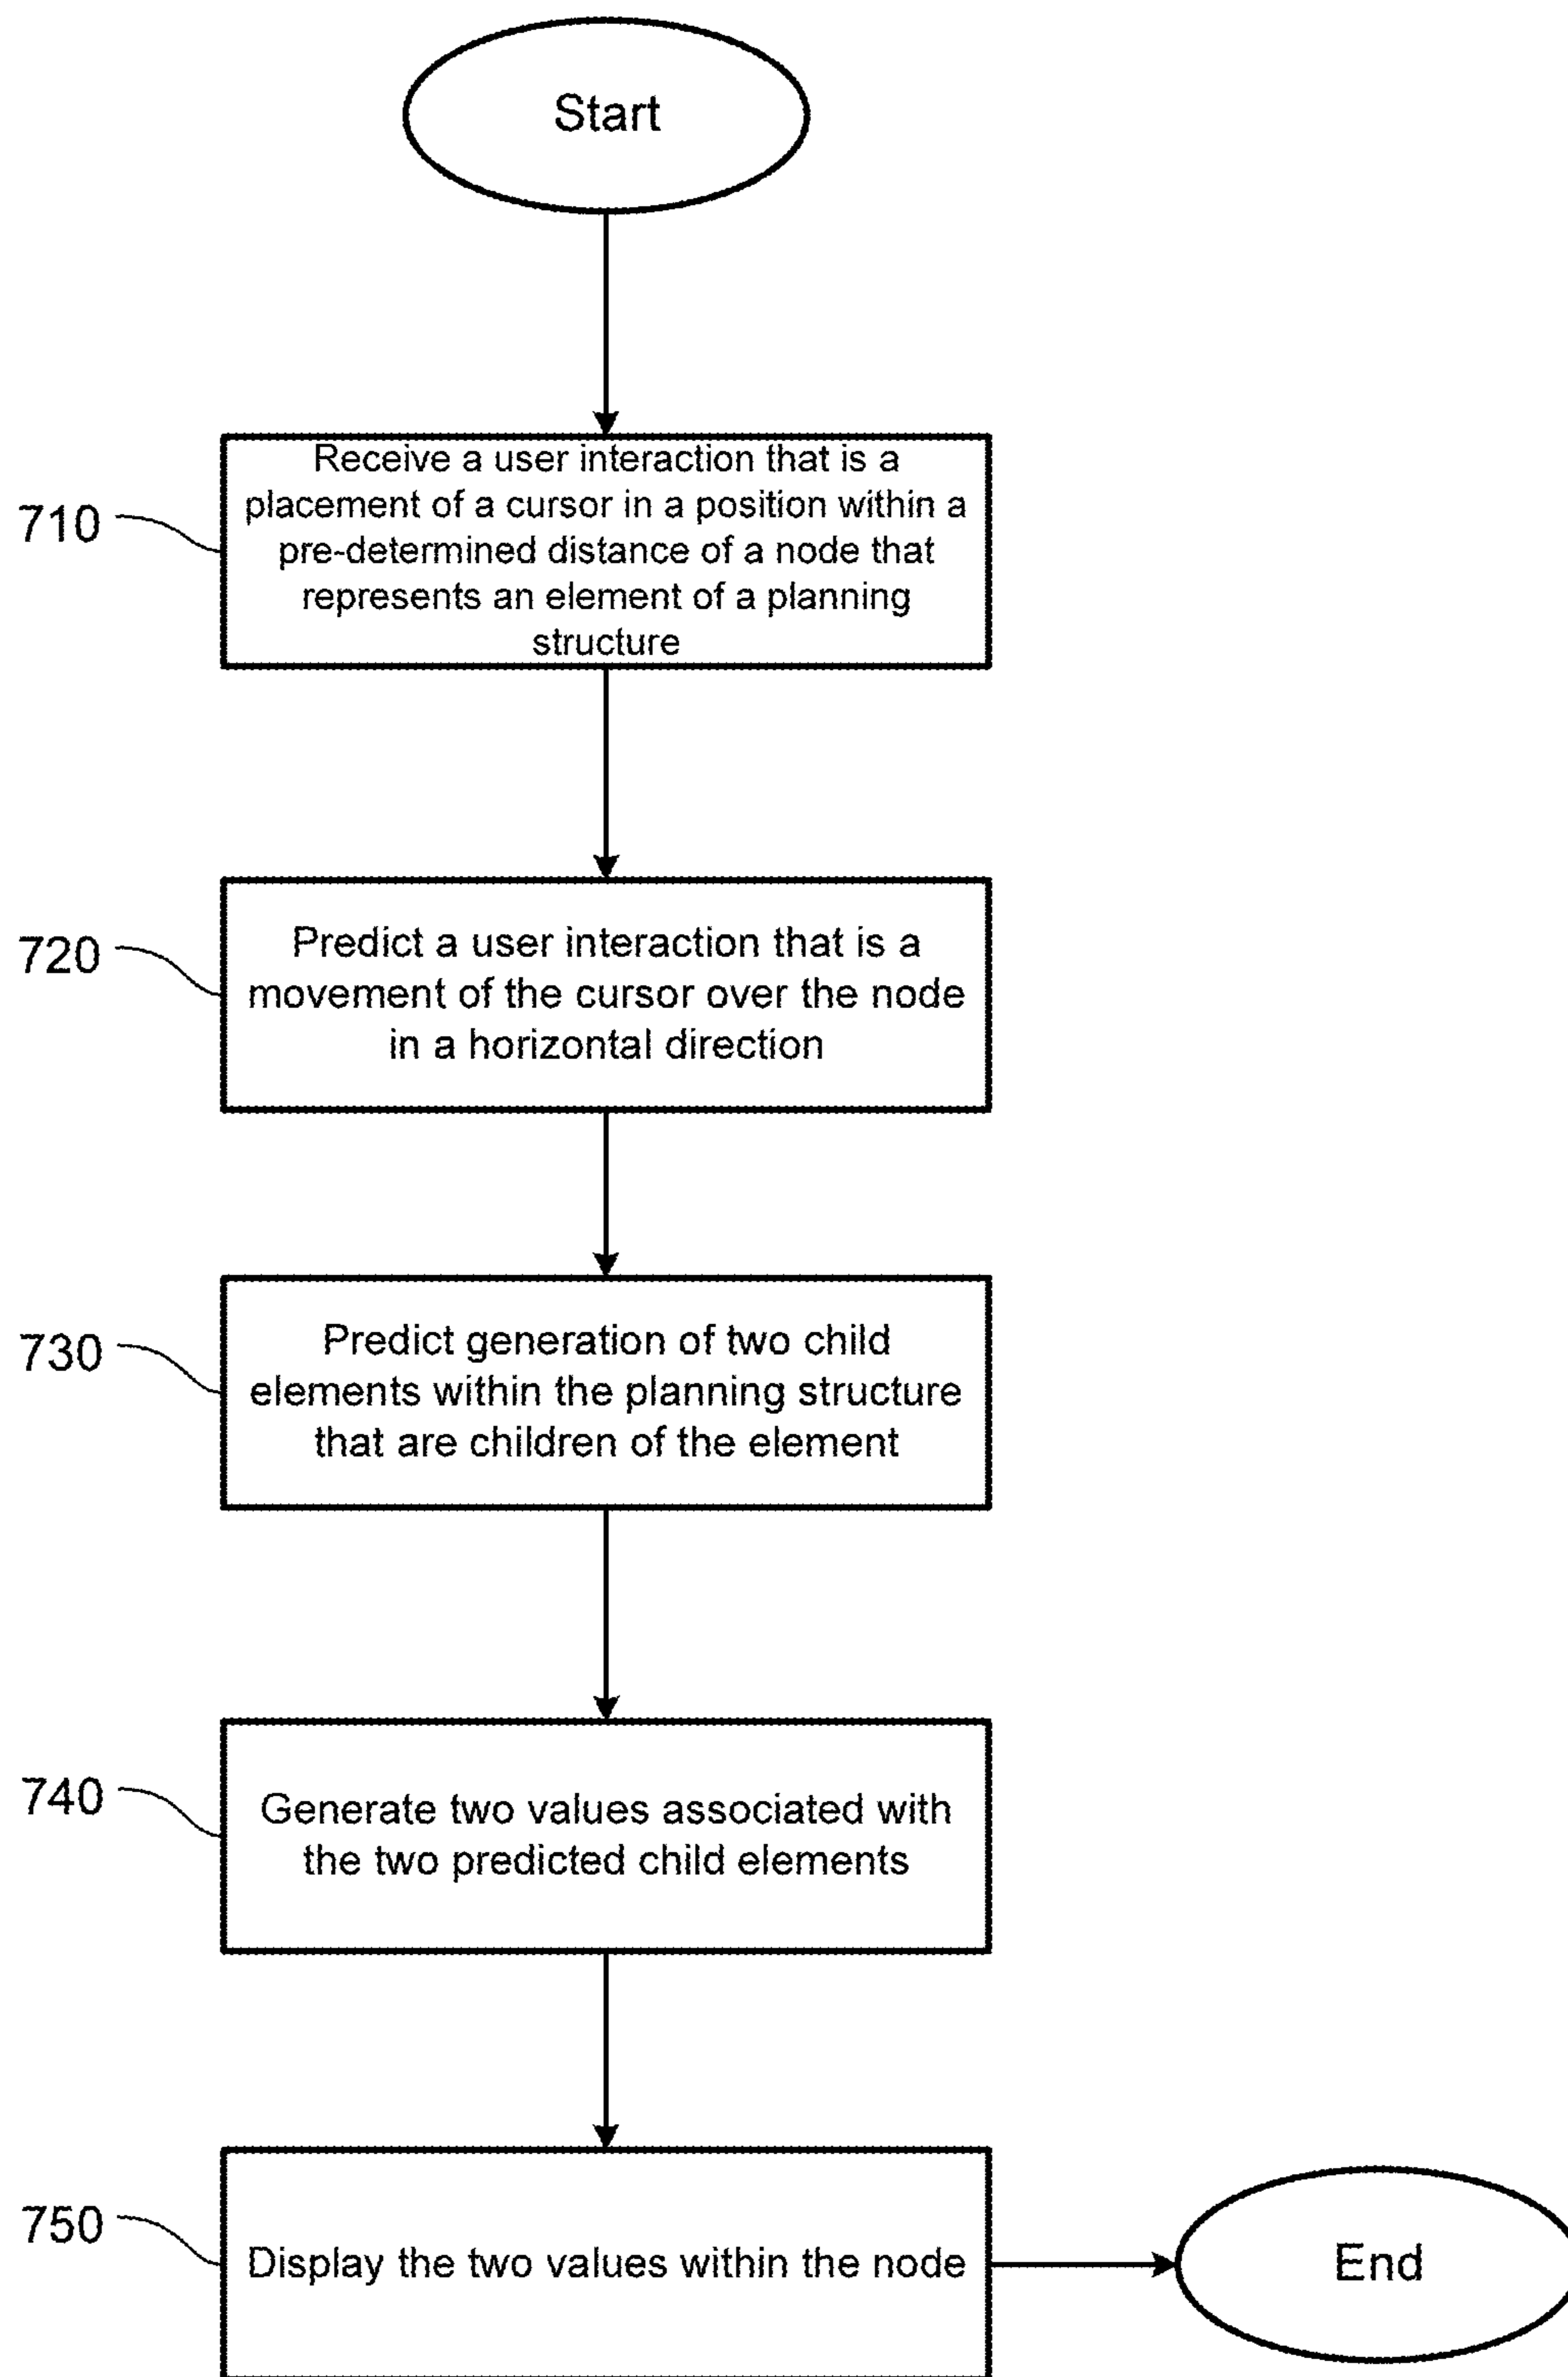 Start
710
Receive a user interaction that is a
placement of a cursor in a position within a
pre-determined distance of a node that
represents an element of a planning
structure
720
Predict a user interaction that is a
movement of the cursor over the node
in a horizontal direction
730
Predict generation of two child
elements within the planning structure
that are children of the element
740
Generate two values associated with
the two predicted child elements
750
Display the two values within the node
End